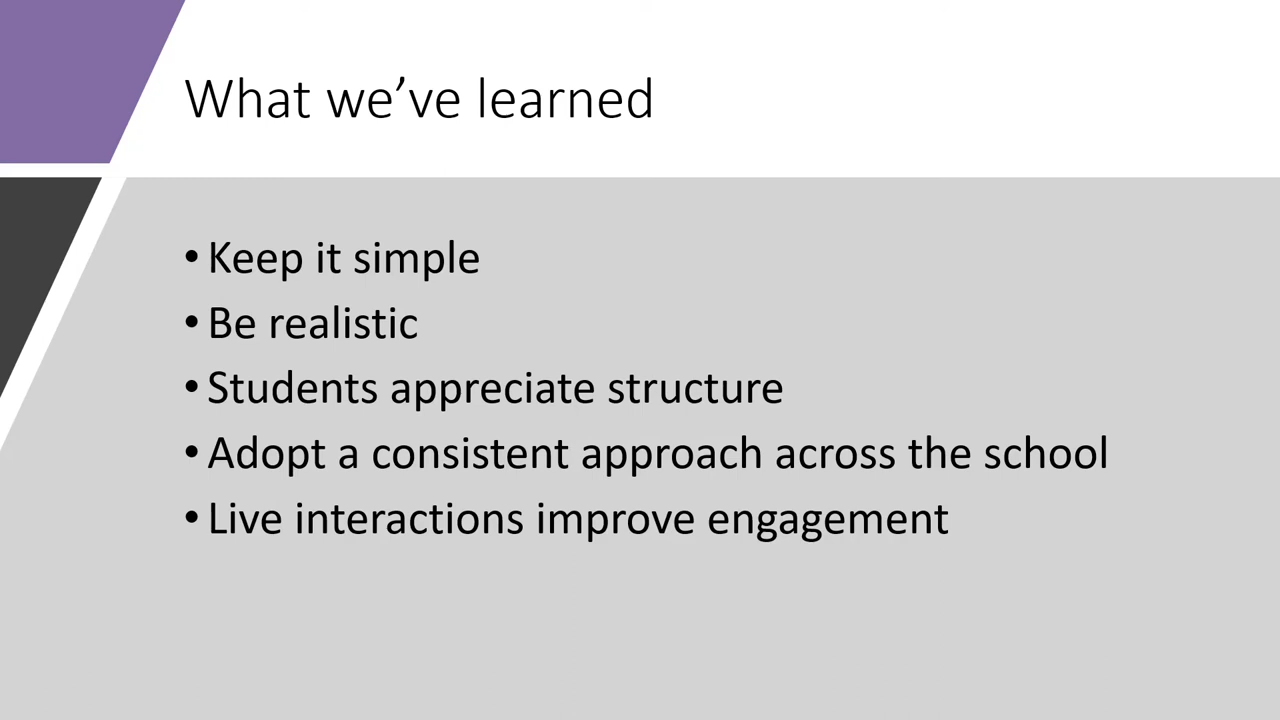 What we’ve learned
• Keep it simple
• Be realistic
• Students appreciate structure
• Adopt a consistent approach across the school
• Live interactions improve engagement